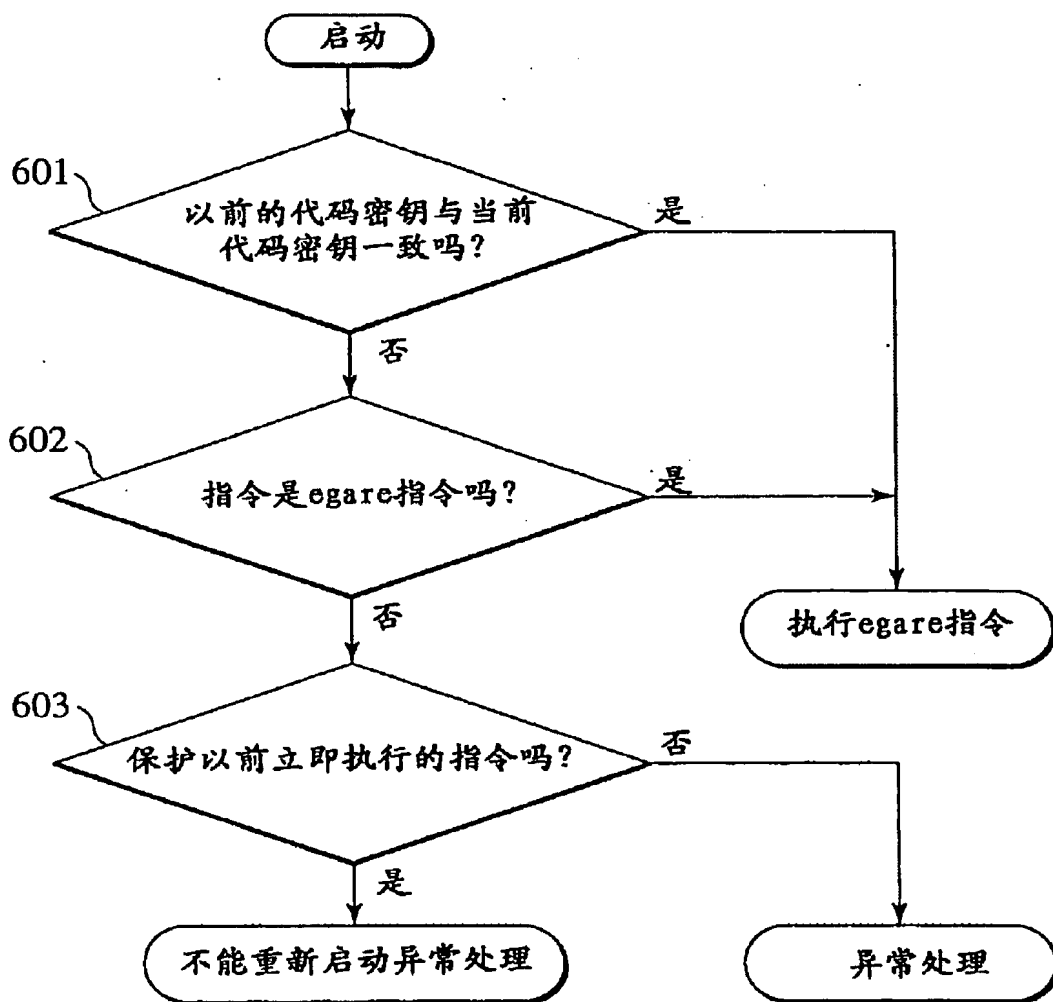 启动
601
以前的代码密钥与当前
代码密钥一致吗?
是
否
602
指令是egare指令吗?
是
否
执行egare指令
603
保护以前立即执行的指令吗?
否
是
不能重新启动异常处理
异常处理